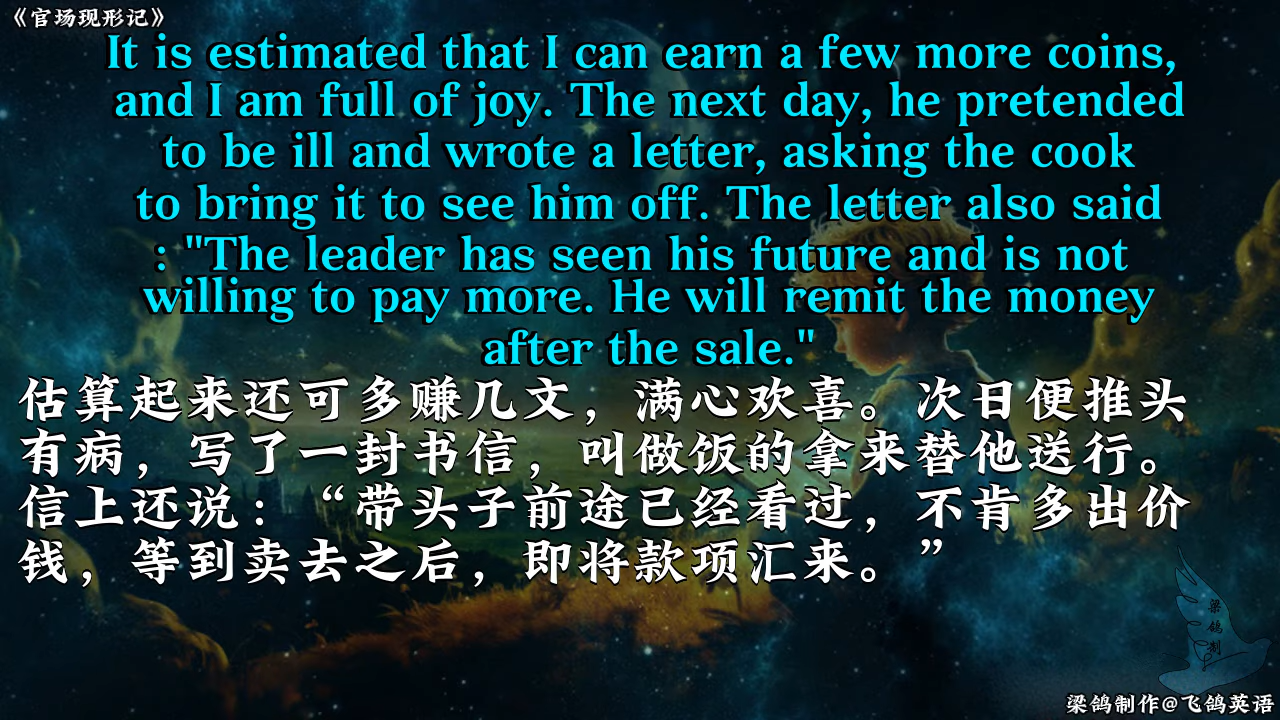 《官场现形记》
It is estimated that I can earn a few more coins,
and I am full of joy. The next day, he pretended
to be ill and wrote a letter, asking the cook
to bring it to see him off. The letter also said
: "The leader has seen his future and is not
willing to pay more. He will remit the money
after the sale."
估算起来还可多赚几文，满心欢喜。次日便推头
有病，写了一封书信，叫做饭的拿来替他送行。
信上还说：“带头子前途已经看过，不肯多出价
钱，等到卖去之后，即将款项汇来。”
梁鸽制
梁鸽制作@飞鸽英语